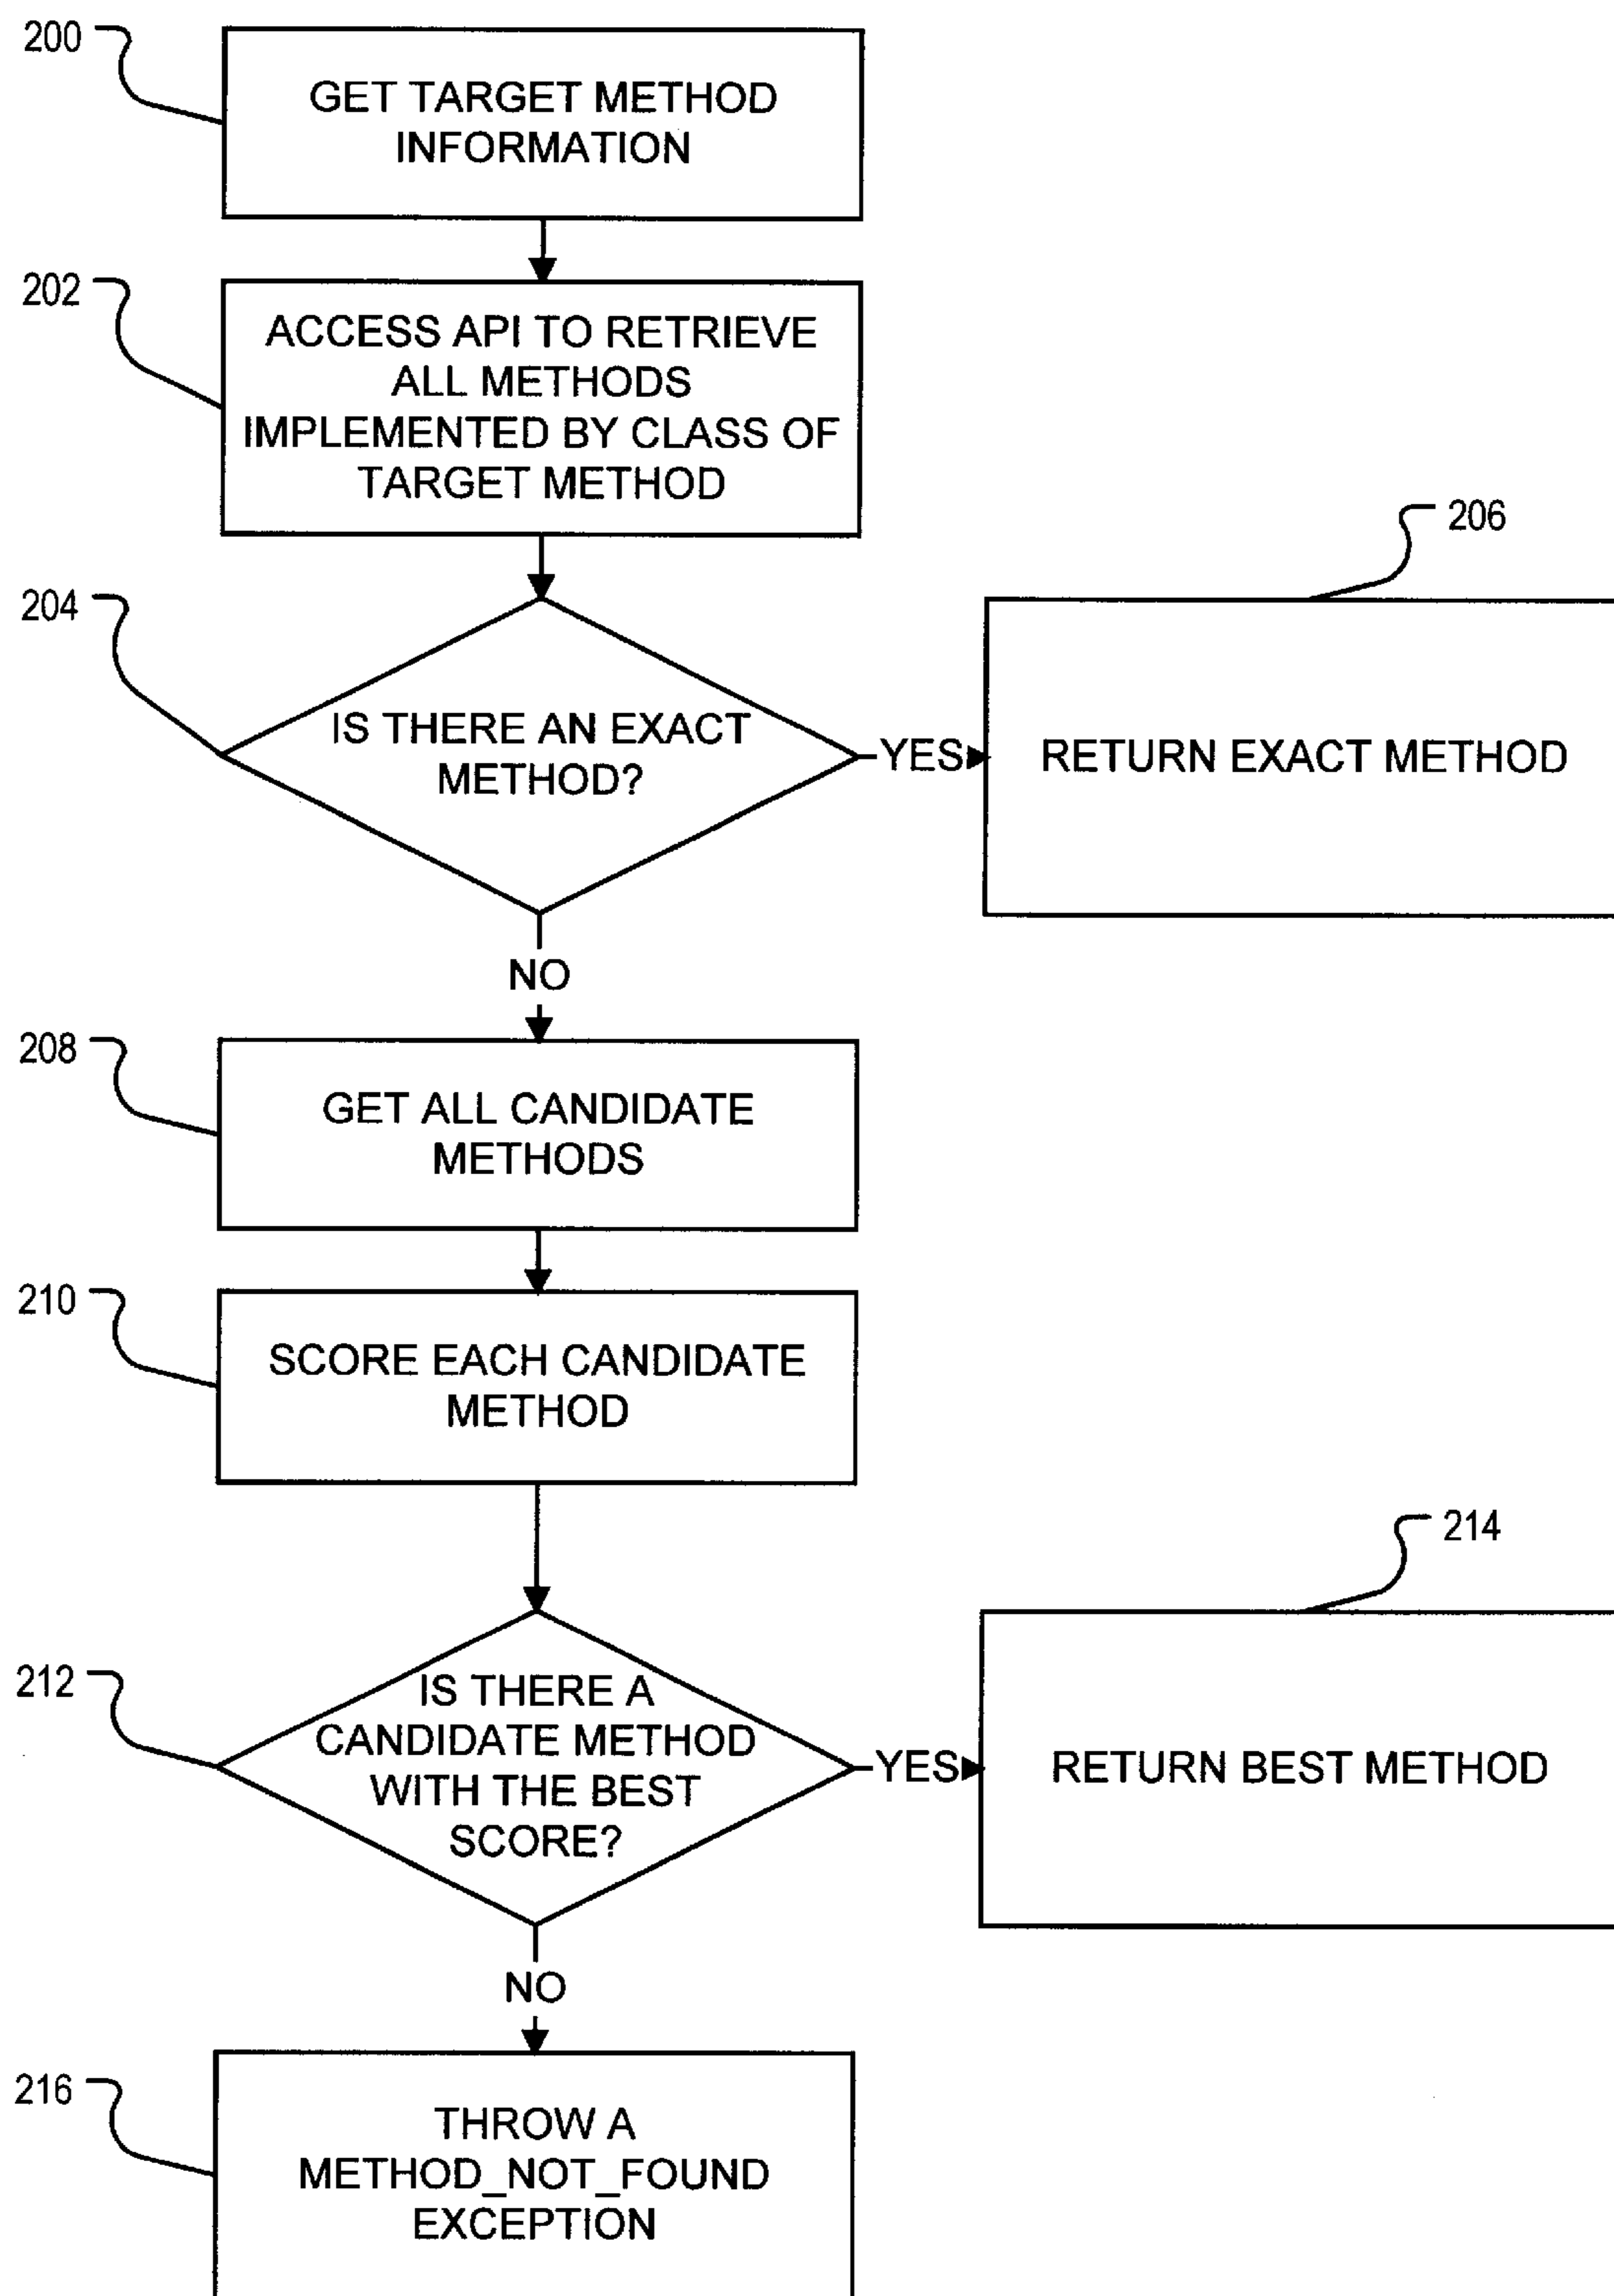 200
GET TARGET METHOD
INFORMATION
202
ACCESS API TO RETRIEVE
ALL METHODS
IMPLEMENTED BY CLASS OF
TARGET METHOD
204
IS THERE AN EXACT
METHOD?
YES
206
RETURN EXACT METHOD
NO
208
GET ALL CANDIDATE
METHODS
210
SCORE EACH CANDIDATE
METHOD
212
IS THERE A
CANDIDATE METHOD
WITH THE BEST
SCORE?
YES
214
RETURN BEST METHOD
NO
216
THROW A
METHOD_NOT_FOUND
EXCEPTION